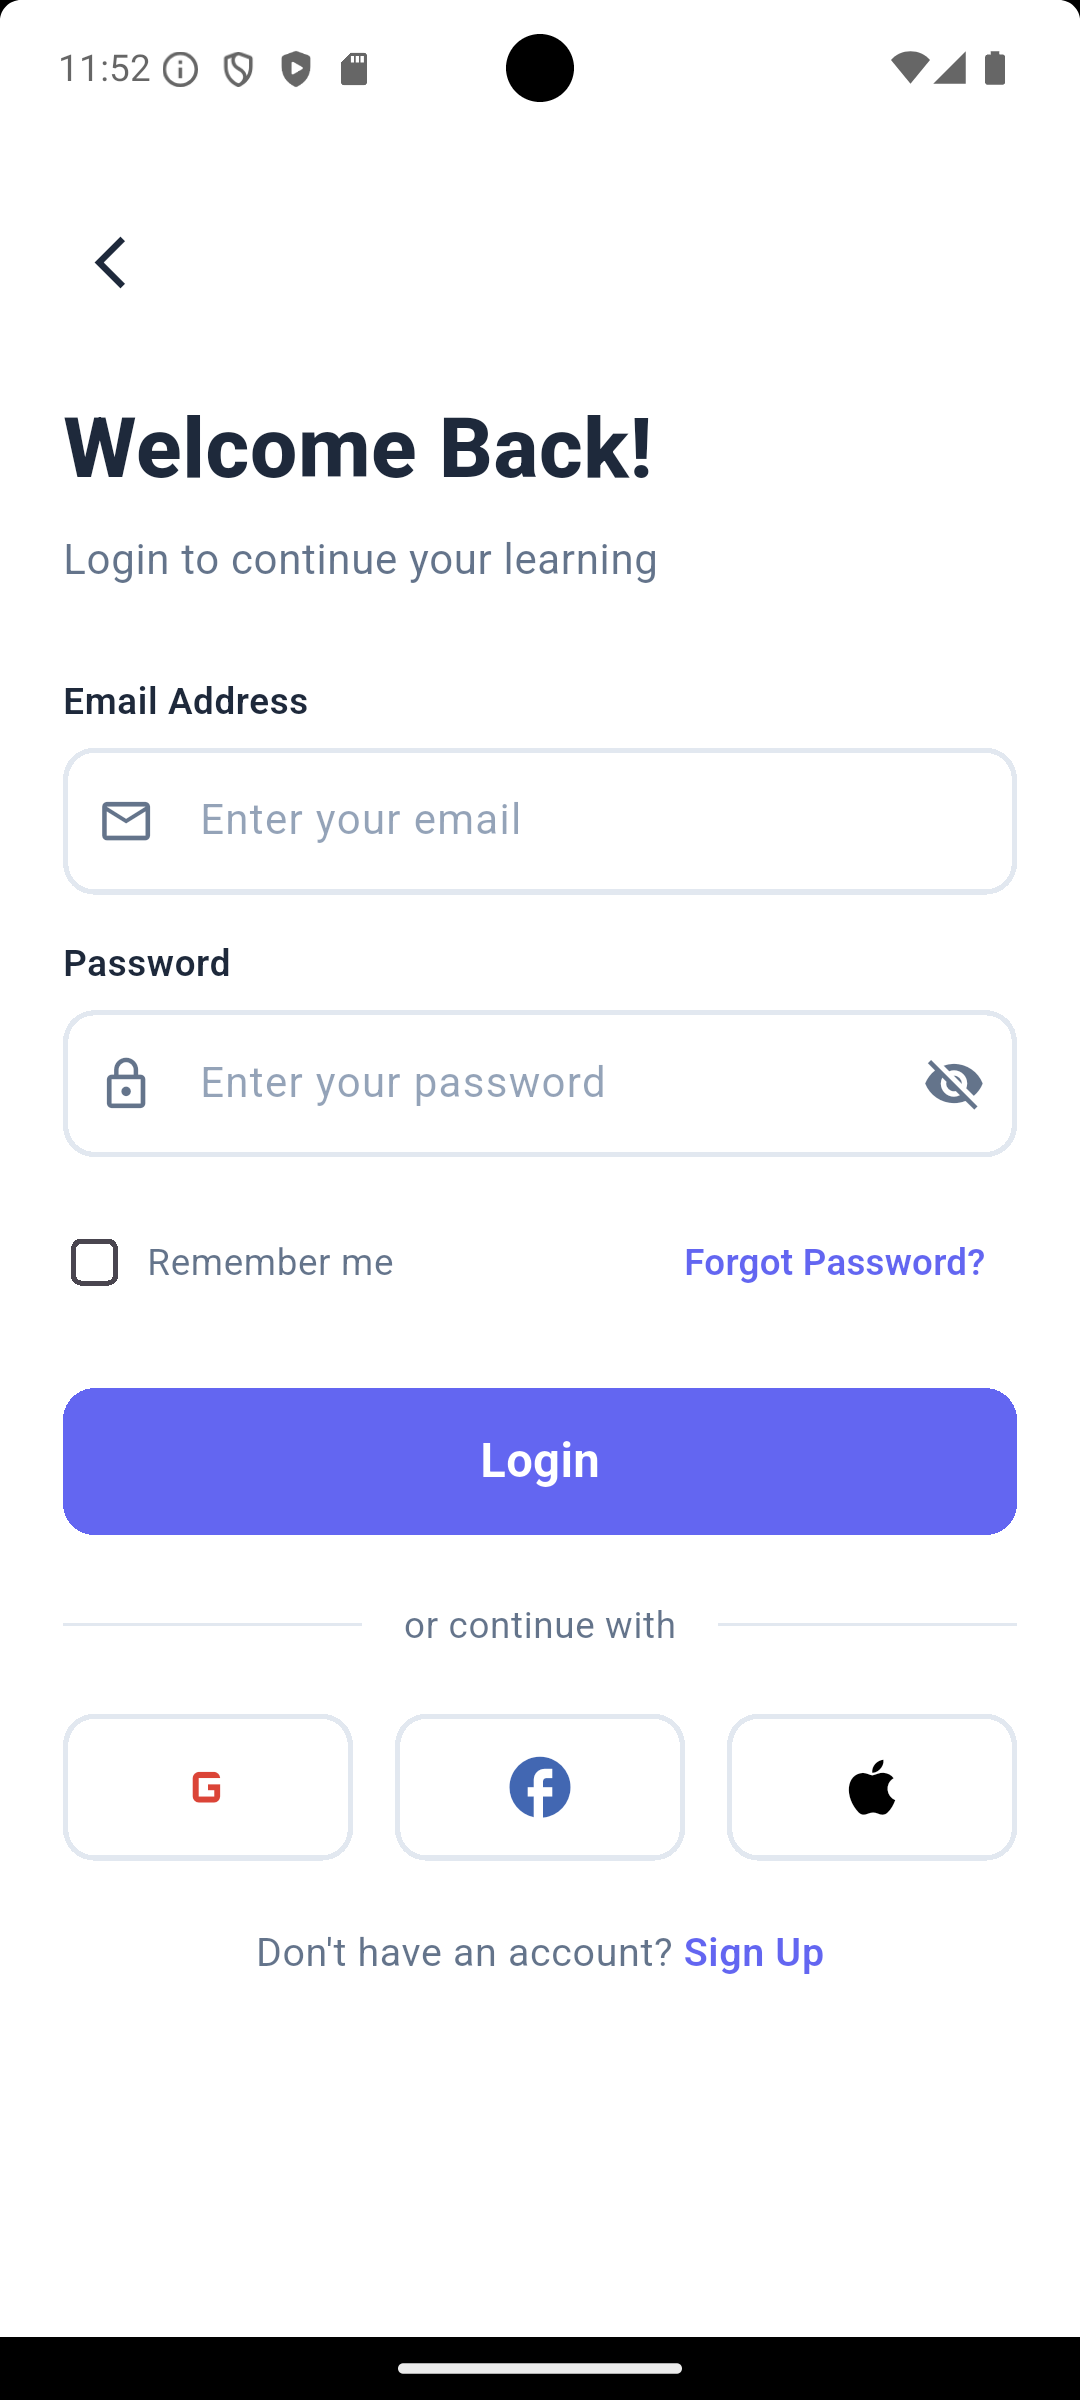 11:52
Welcome Back!
Login to continue your learning
Email Address
Enter your email
Password
Enter your password
Remember me Forgot Password?
Login
or continue with
G
Don't have an account? Sign Up